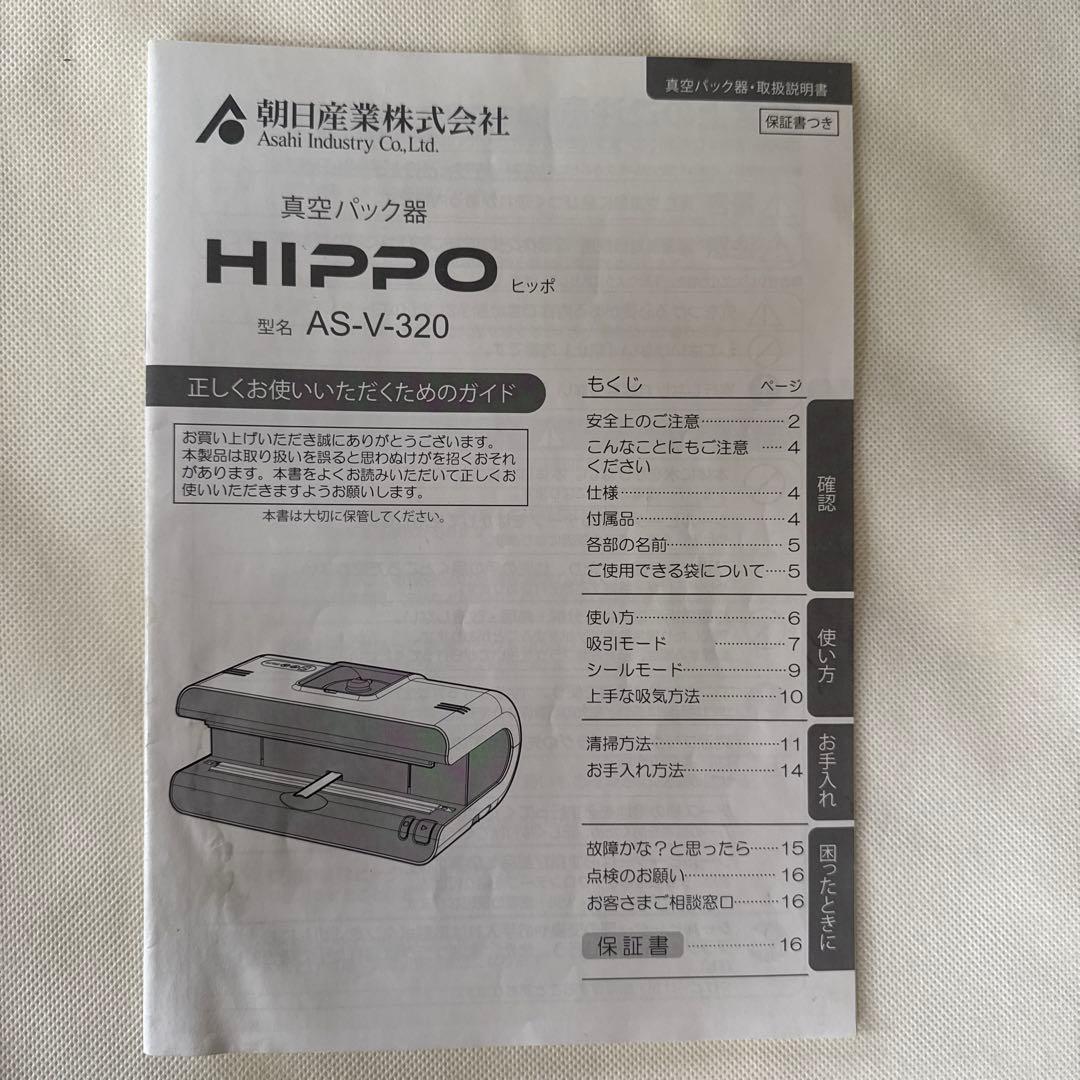 真空パック器・取扱説明書
保証書つき
朝日産業株式会社
Asahi Industry Co.,Ltd.
真空パック器
HIPPO ヒッポ
型名 AS-V-320
正しくお使いいただくためのガイド
お買い上げいただき誠にありがとうございます。
本製品は取り扱いを誤ると思わぬけがを招くおそれ
があります。本書をよくお読みいただいて正しくお
使いいただきますようお願いします。
本書は大切に保管してください。
もくじ ページ
確認
安全上のご注意 2
こんなことにもご注意 4
ください
仕様 4
付属品 4
各部の名前 5
ご使用できる袋について 5
使い方
使い方 6
吸引モード 7
シールモード 9
上手な吸気方法 10
お手入れ
清掃方法 11
お手入れ方法 14
困ったときに
故障かな？と思ったら 15
点検のお願い 16
お客さまご相談窓口 16
保証書 16